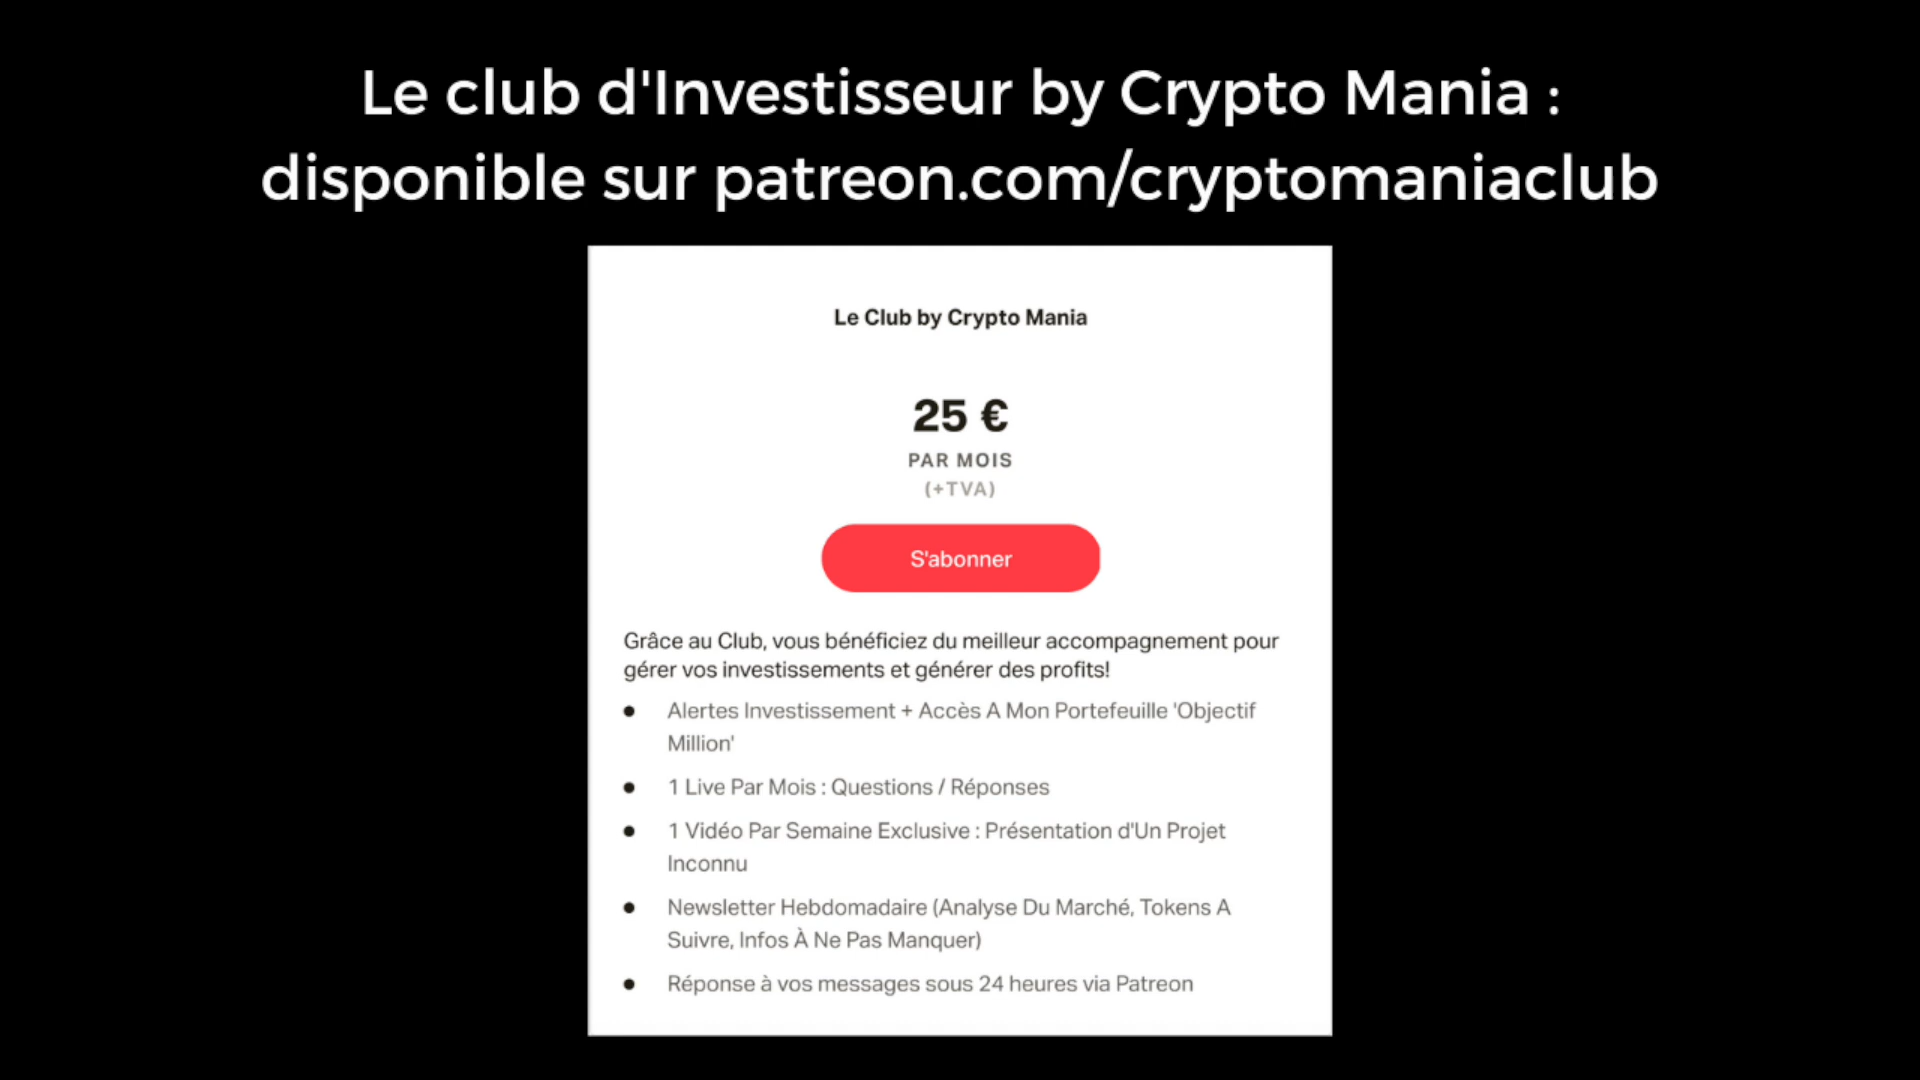 Le club d'Investisseur by Crypto Mania :
disponible sur patreon.com/cryptomaniaclub
Le Club by Crypto Mania
25 €
PAR MOIS
(+TVA)
S'abonner
Grâce au Club, vous bénéficiez du meilleur accompagnement pour
gérer vos investissements et générer des profits!
● Alertes Investissement + Accès A Mon Portefeuille 'Objectif
Million'
● 1 Live Par Mois : Questions / Réponses
● 1 Vidéo Par Semaine Exclusive : Présentation d'Un Projet
Inconnu
● Newsletter Hebdomadaire (Analyse Du Marché, Tokens A
Suivre, Infos À Ne Pas Manquer)
● Réponse à vos messages sous 24 heures via Patreon